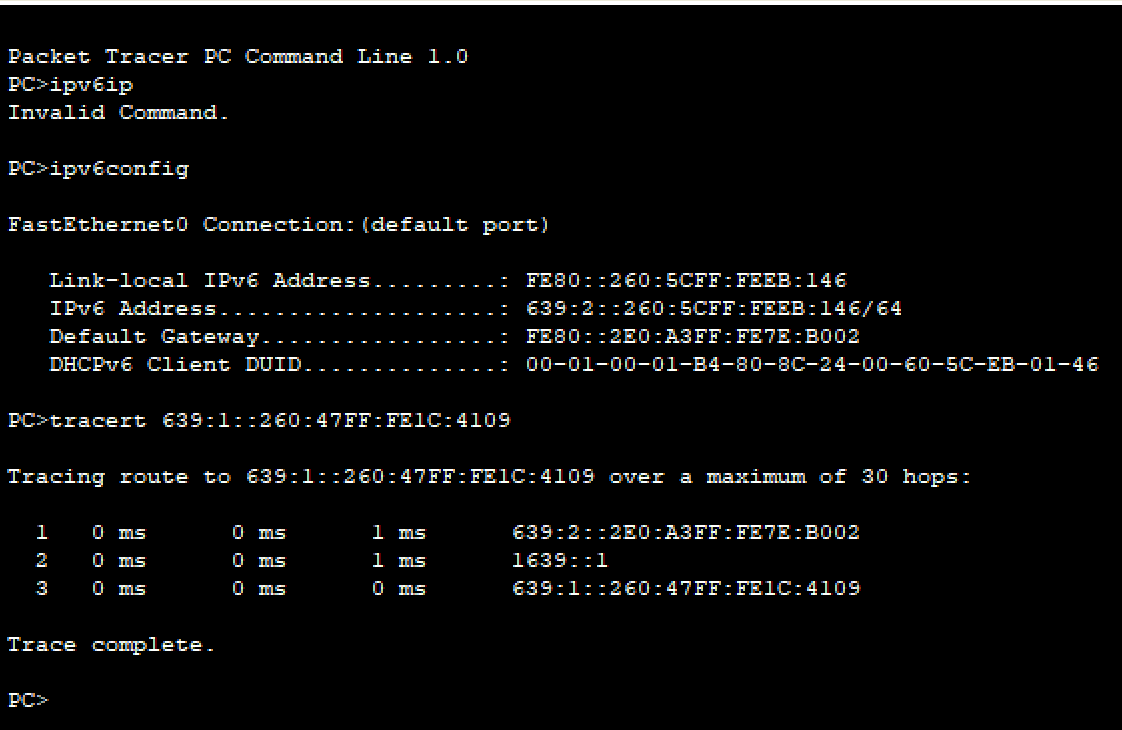 Packet Tracer PC Command Line 1.0
PC>ipv6ip
Invalid Command.
PC>ipv6config
FastEthernet0 Connection:(default port)
Link-local IPv6 Address.........: FE80::260:5CFF:FEEB:146
IPv6 Address....................: 639:2::260:5CFF:FEEB:146/64
Default Gateway.................: FE80::2E0:A3FF:FE7E:B002
DHCPv6 Client DUID..............: 00-01-00-01-B4-80-8C-24-00-60-5C-EB-01-46
PC>tracert 639:1::260:47FF:FE1C:4109
Tracing route to 639:1::260:47FF:FE1C:4109 over a maximum of 30 hops:
1 0 ms 0 ms 1 ms 639:2::2E0:A3FF:FE7E:B002
2 0 ms 0 ms 1 ms 1639::1
3 0 ms 0 ms 0 ms 639:1::260:47FF:FE1C:4109
Trace complete.
PC>